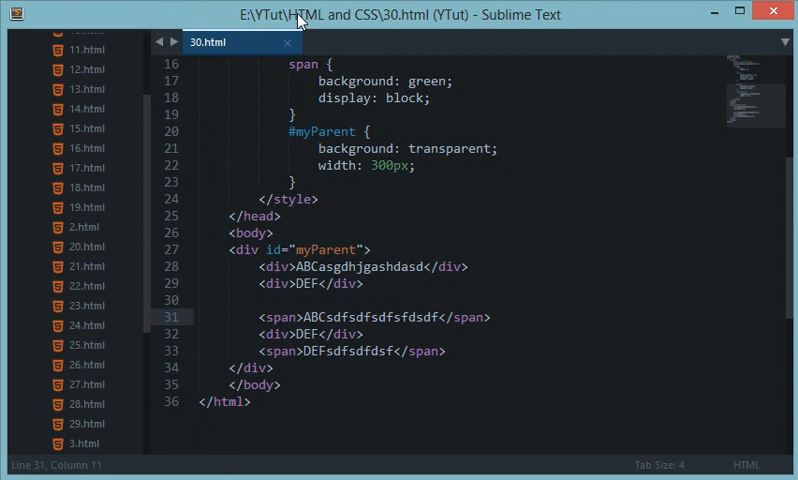 E:\YTut\HTML and CSS\30.html (YTut) - Sublime Text
11.html
12.html
13.html
14.html
15.html
16.html
17.html
18.html
19.html
2.html
20.html
21.html
22.html
23.html
24.html
25.html
26.html
27.html
28.html
29.html
3.html
30.html
16 span {
17 background: green;
18 display: block;
19 }
20 #myParent {
21 background: transparent;
22 width: 300px;
23 }
24 </style>
25 </head>
26 <body>
27 <div id="myParent">
28 <div>ABCasgdhjgashdasd</div>
29 <div>DEF</div>
30
31 <span>ABCsdfsdfsdfsfdsdf</span>
32 <div>DEF</div>
33 <span>DEFsdfsdfdsf</span>
34 </div>
35 </body>
36 </html>
Line 31, Column 11
Tab Size: 4
HTML